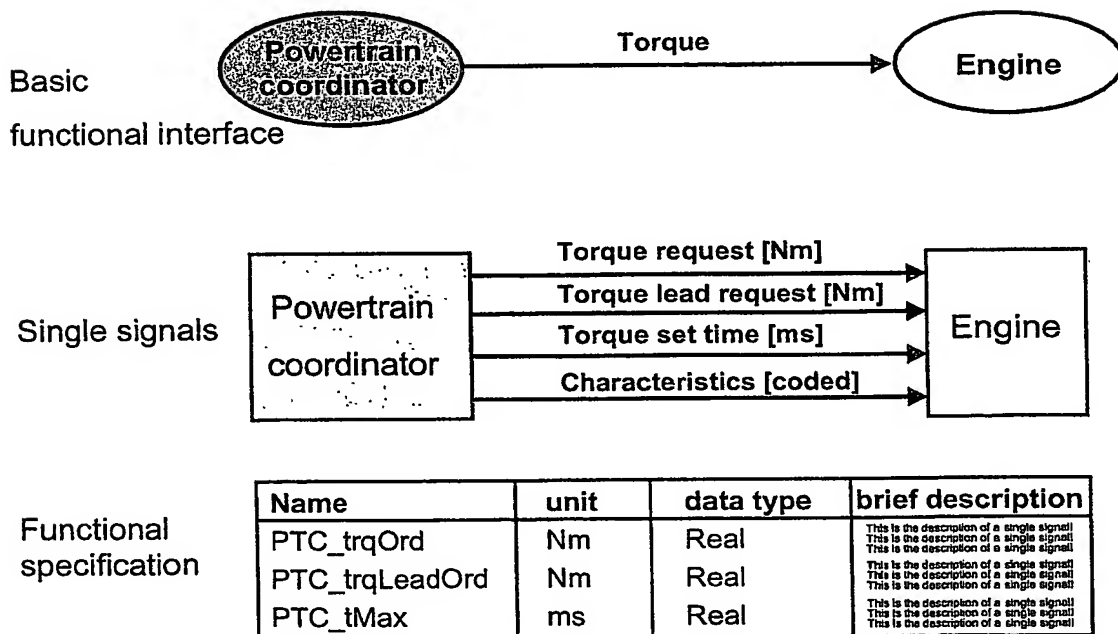 Basic
functional interface
Powertrain
coordinator
Torque
Engine
Single signals
Powertrain
coordinator
Torque request [Nm]
Torque lead request [Nm]
Torque set time [ms]
Characteristics [coded]
Engine
Functional
specification
Name unit data type brief description
PTC_trqOrd Nm Real
This is the description of a single signal!
This is the description of a single signal!
This is the description of a single signal!
PTC_trqLeadOrd Nm Real
This is the description of a single signal!
This is the description of a single signal!
This is the description of a single signal!
PTC_tMax ms Real
This is the description of a single signal!
This is the description of a single signal!
This is the description of a single signal!